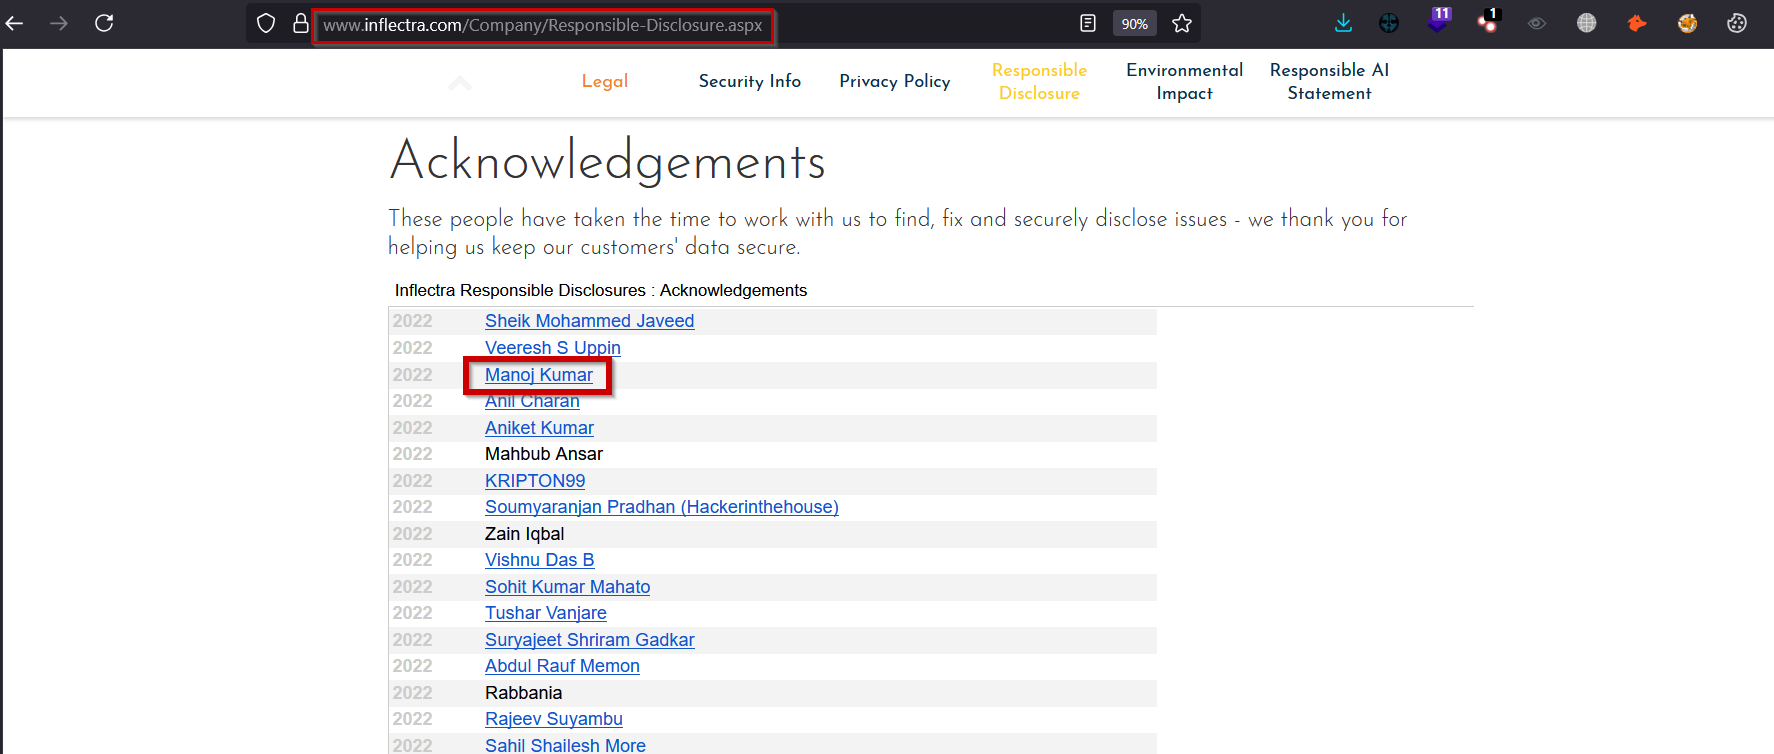 www.inflectra.com/Company/Responsible-Disclosure.aspx
90%
11
1
Legal
Security Info
Privacy Policy
Responsible
Disclosure
Environmental
Impact
Responsible AI
Statement
Acknowledgements
These people have taken the time to work with us to find, fix and securely disclose issues - we thank you for
helping us keep our customers' data secure.
Inflectra Responsible Disclosures : Acknowledgements
2022 Sheik Mohammed Javeed
2022 Veeresh S Uppin
2022 Manoj Kumar
2022 Anil Charan
2022 Aniket Kumar
2022 Mahbub Ansar
2022 KRIPTON99
2022 Soumyaranjan Pradhan (Hackerinthehouse)
2022 Zain Iqbal
2022 Vishnu Das B
2022 Sohit Kumar Mahato
2022 Tushar Vanjare
2022 Suryajeet Shriram Gadkar
2022 Abdul Rauf Memon
2022 Rabbania
2022 Rajeev Suyambu
2022 Sahil Shailesh More